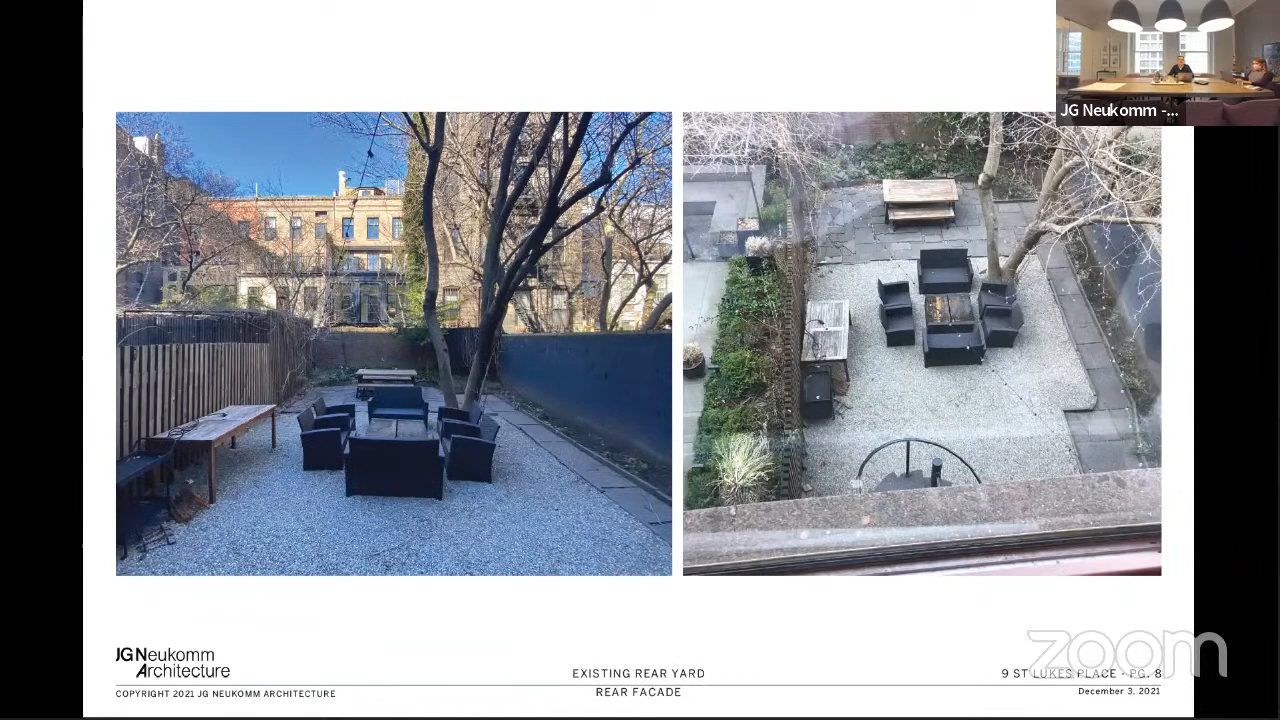 JG Neukomm -...
JGNeukomm
Architecture
COPYRIGHT 2021 JG NEUKOMM ARCHITECTURE
EXISTING REAR YARD
REAR FACADE
9 ST LUKES PLACE - PG. 8
December 3, 2021
zoom